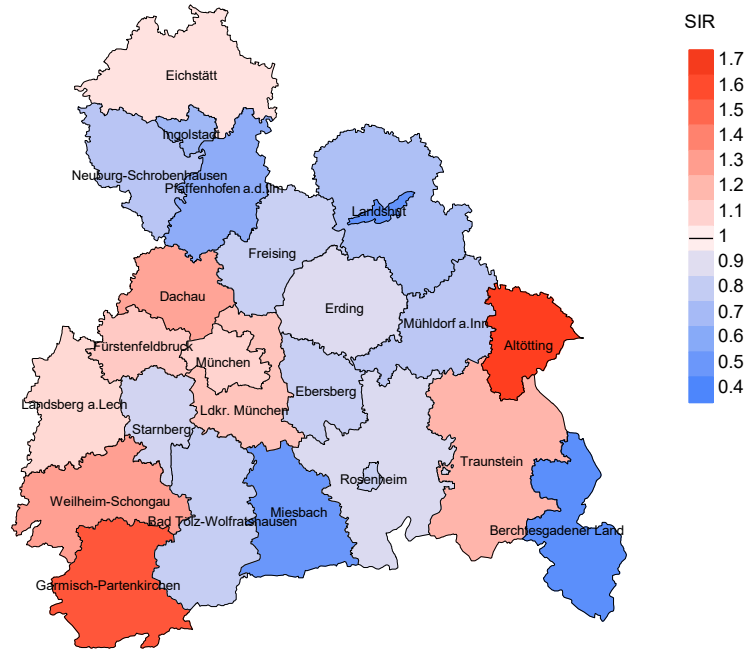 SIR
1.7
1.6
1.5
1.4
1.3
1.2
1.1
1
0.9
0.8
0.7
0.6
0.5
0.4
Eichstätt
Ingolstadt
Neuburg-Schrobenhausen
Pfaffenhofen a.d.Ilm
Landshut
Freising
Dachau
Erding
Mühldorf a.Inn
Altötting
Fürstenfeldbruck
München
Ebersberg
Landsberg a.Lech
Ldkr. München
Starnberg
Traunstein
Rosenheim
Weilheim-Schongau
Miesbach
Bad Tölz-Wolfratshausen
Berchtesgadener Land
Garmisch-Partenkirchen